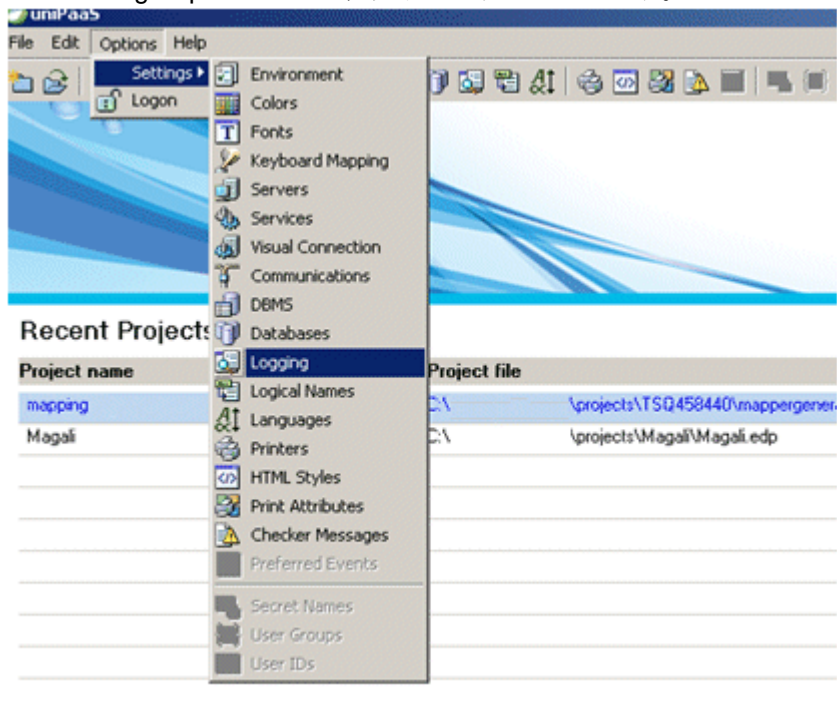 uniPaaS
File Edit Options Help
Settings
Logon
Environment
Colors
Fonts
Keyboard Mapping
Servers
Services
Visual Connection
Communications
DBMS
Databases
Logging
Logical Names
Languages
Printers
HTML Styles
Print Attributes
Checker Messages
Preferred Events
Secret Names
User Groups
User IDs
Recent Projects
Project name Project file
mapping C:\ \projects\TSQ458440\mappergener
Magali C:\ \projects\Magali\Magali.edp